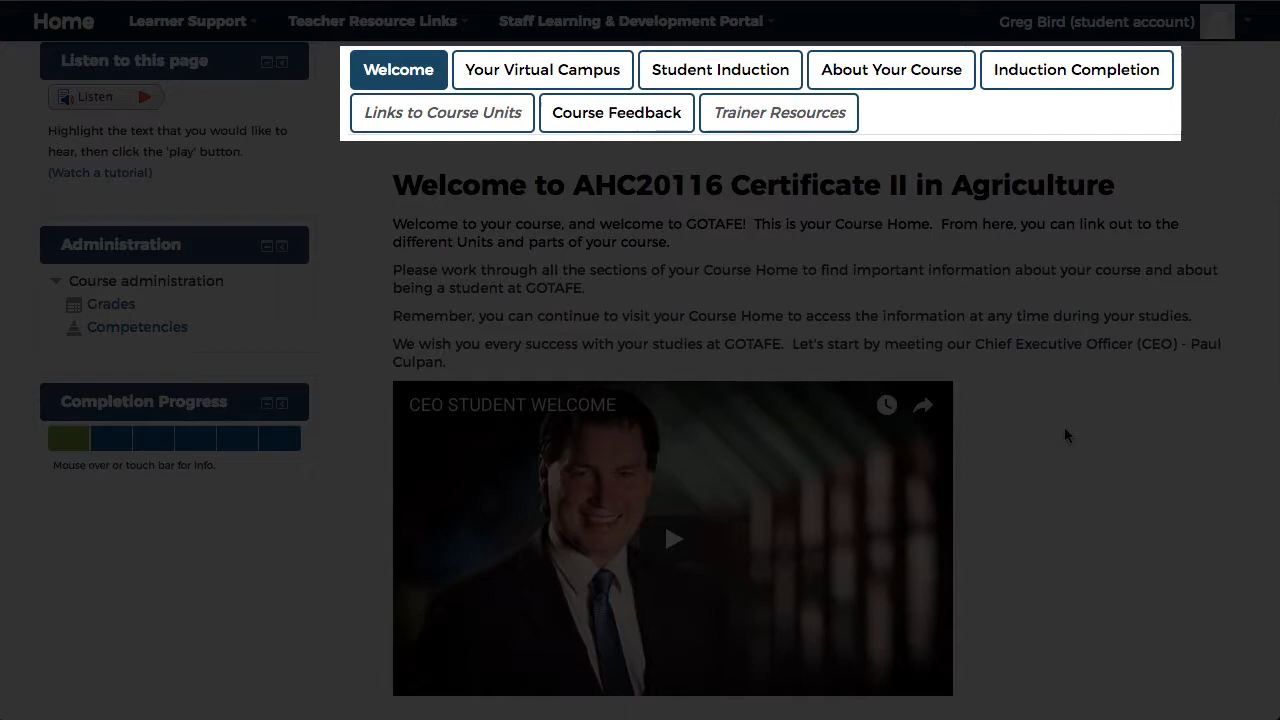 Home Learner Support Teacher Resource Links Staff Learning & Development Portal Greg Bird (student account)
Listen to this page
Listen
Highlight the text that you would like to
hear, then click the 'play' button.
(Watch a tutorial)
Administration
Course administration
Grades
Competencies
Completion Progress
Mouse over or touch bar for info.
Welcome Your Virtual Campus Student Induction About Your Course Induction Completion
Links to Course Units Course Feedback Trainer Resources
Welcome to AHC20116 Certificate II in Agriculture
Welcome to your course, and welcome to GOTAFE! This is your Course Home. From here, you can link out to the
different Units and parts of your course.
Please work through all the sections of your Course Home to find important information about your course and about
being a student at GOTAFE.
Remember, you can continue to visit your Course Home to access the information at any time during your studies.
We wish you every success with your studies at GOTAFE. Let's start by meeting our Chief Executive Officer (CEO) - Paul
Culpan.
CEO STUDENT WELCOME